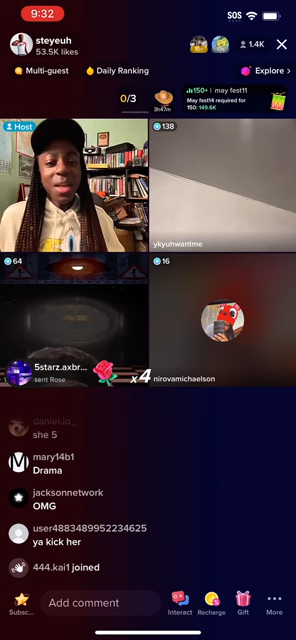 9:32
SOS
steyeuh
53.5K likes
1.4K
Multi-guest
Daily Ranking
Explore >
0/3
3h47m
150+ | may fest11
May fest14 required for
150: 149.6K
Host
138
ykyuhwantme
64
16
5starz.axbr...
sent Rose
x4
nirovamichaelson
daniel.io_
she 5
mary14b1
Drama
jacksonnetwork
OMG
user4883489952234625
ya kick her
444.kai1 joined
Subsc...
Add comment
Interact
Recharge
Gift
More